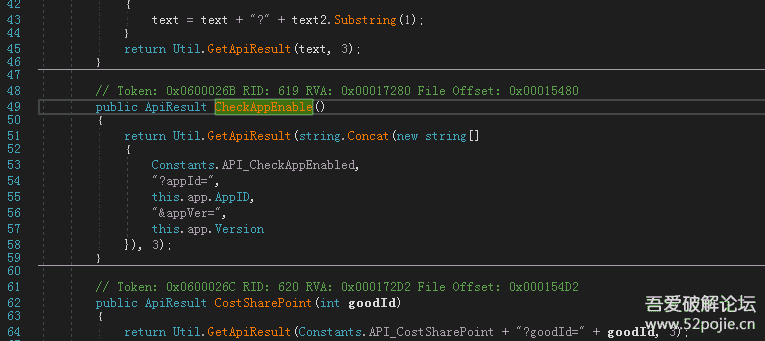 42 {
43 text = text + "?" + text2.Substring(1);
44 }
45 return Util.GetApiResult(text, 3);
46 }
47
48 // Token: 0x0600026B RID: 619 RVA: 0x00017280 File Offset: 0x00015480
49 public ApiResult CheckAppEnable()
50 {
51 return Util.GetApiResult(string.Concat(new string[]
52 {
53 Constants.API_CheckAppEnabled,
54 "?appId=",
55 this.app.AppID,
56 "&appVer=",
57 this.app.Version
58 }), 3);
59 }
60
61 // Token: 0x0600026C RID: 620 RVA: 0x000172D2 File Offset: 0x000154D2
62 public ApiResult CostSharePoint(int goodId)
63 {
64 return Util.GetApiResult(Constants.API_CostSharePoint + "?goodId=" + goodId, 3);
吾爱破解论坛
www.52pojie.cn